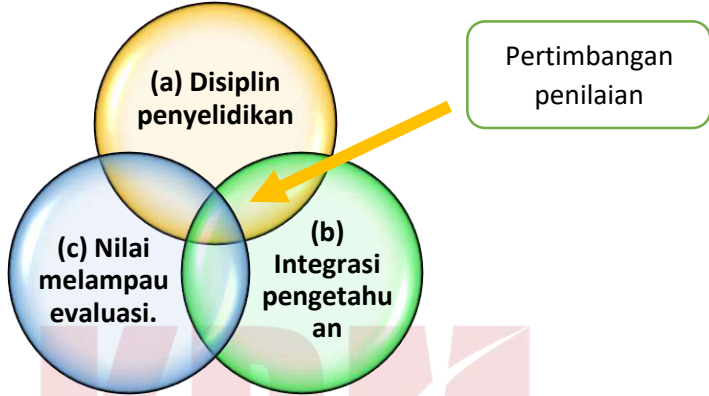 (a) Disiplin
penyelidikan
Pertimbangan
penilaian
(c) Nilai
melampau
evaluasi.
(b)
Integrasi
pengetahu
an